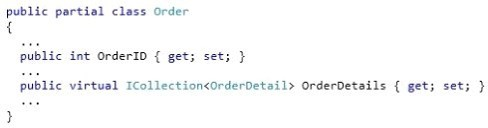 public partial class Order
{
...
public int OrderID { get; set; }
...
public virtual ICollection<OrderDetail> OrderDetails { get; set; }
...
}